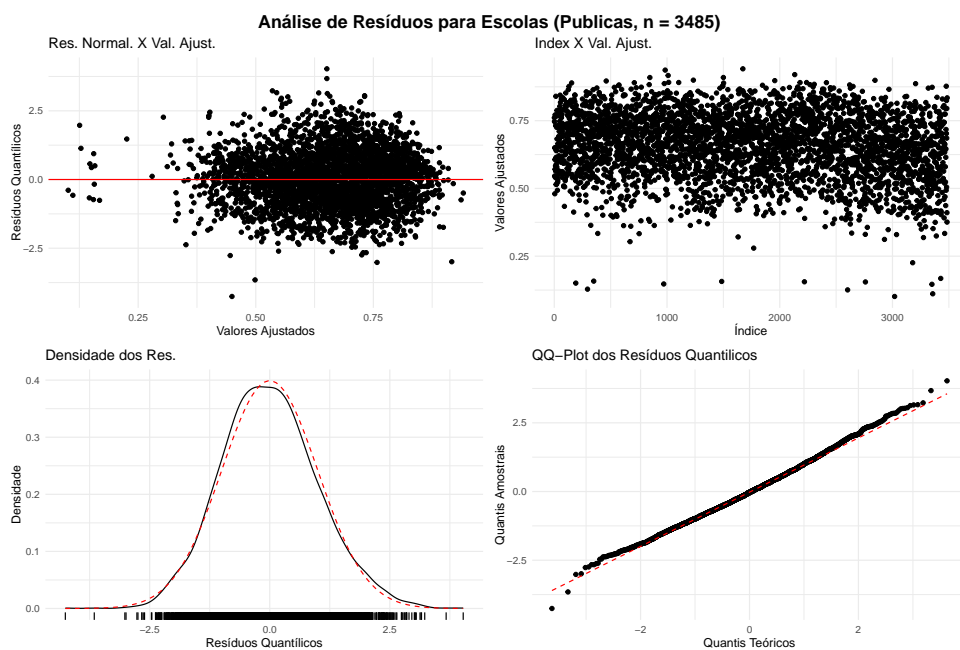 Análise de Resíduos para Escolas (Publicas, n = 3485)
Res. Normal. X Val. Ajust.
Resíduos Quantilicos
2.5
0.0
−2.5
0.25
0.50
0.75
Valores Ajustados
Index X Val. Ajust.
Valores Ajustados
0.75
0.50
0.25
0
1000
2000
3000
Índice
Densidade dos Res.
Densidade
0.4
0.3
0.2
0.1
0.0
−2.5
0.0
2.5
Resíduos Quantílicos
QQ−Plot dos Resíduos Quantilicos
Quantis Amostrais
2.5
0.0
−2.5
−2
0
2
Quantis Teóricos